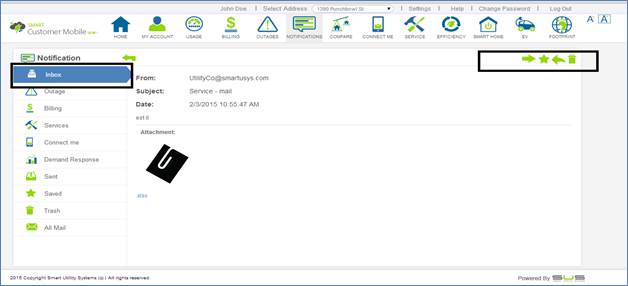 John Doe | Select Address 1390 Punchbowl St | Settings | Help | Change Password | Log Out
SMART
Customer Mobile
HOME MY ACCOUNT USAGE BILLING OUTAGES NOTIFICATIONS COMPARE CONNECT ME SERVICE EFFICIENCY SMART HOME EV FOOTPRINT
A A
Notification
Inbox
Outage
Billing
Services
Connect me
Demand Response
Sent
Saved
Trash
All Mail
From: UtilityCo@smartusys.com
Subject: Service - mail
Date: 2/3/2015 10:55:47 AM
Attachment:
.xlsx
2015 Copyright Smart Utility Systems | All rights reserved.
Powered By SUS